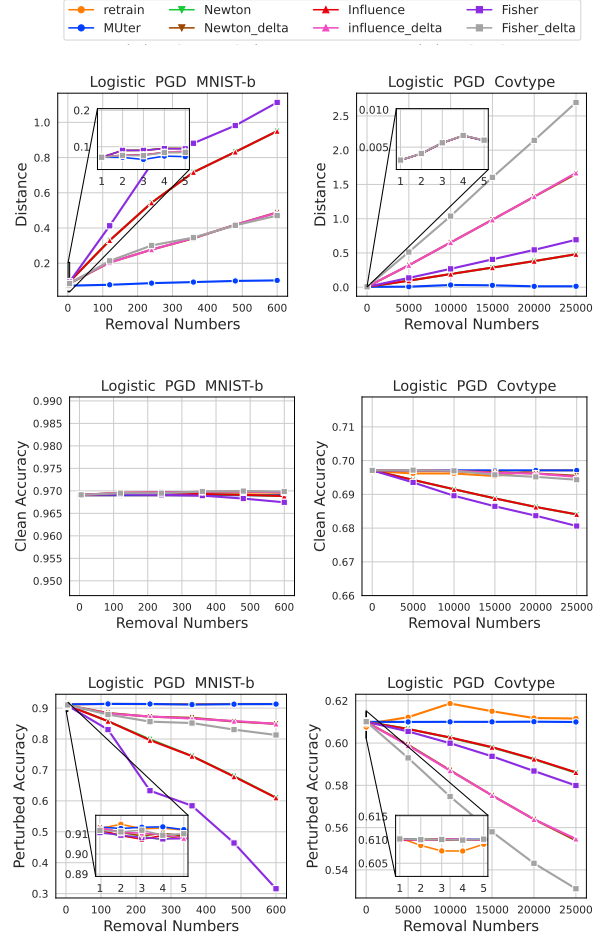 retrain Newton Influence Fisher
MUter Newton_delta influence_delta Fisher_delta
Logistic PGD MNIST-b
Distance
1.0
0.8
0.6
0.4
0.2
0.2
0.1
1 2 3 4 5
0 100 200 300 400 500 600
Removal Numbers
Logistic PGD Covtype
Distance
2.5
2.0
1.5
1.0
0.5
0.0
0.010
0.005
1 2 3 4 5
0 5000 10000 15000 20000 25000
Removal Numbers
Logistic PGD MNIST-b
Clean Accuracy
0.990
0.985
0.980
0.975
0.970
0.965
0.960
0.955
0.950
0 100 200 300 400 500 600
Removal Numbers
Logistic PGD Covtype
Clean Accuracy
0.71
0.70
0.69
0.68
0.67
0.66
0 5000 10000 15000 20000 25000
Removal Numbers
Logistic PGD MNIST-b
Perturbed Accuracy
0.9
0.8
0.7
0.6
0.5
0.4
0.3
0.91
0.90
0.89
1 2 3 4 5
0 100 200 300 400 500 600
Removal Numbers
Logistic PGD Covtype
Perturbed Accuracy
0.62
0.60
0.58
0.56
0.54
0.615
0.610
0.605
1 2 3 4 5
0 5000 10000 15000 20000 25000
Removal Numbers